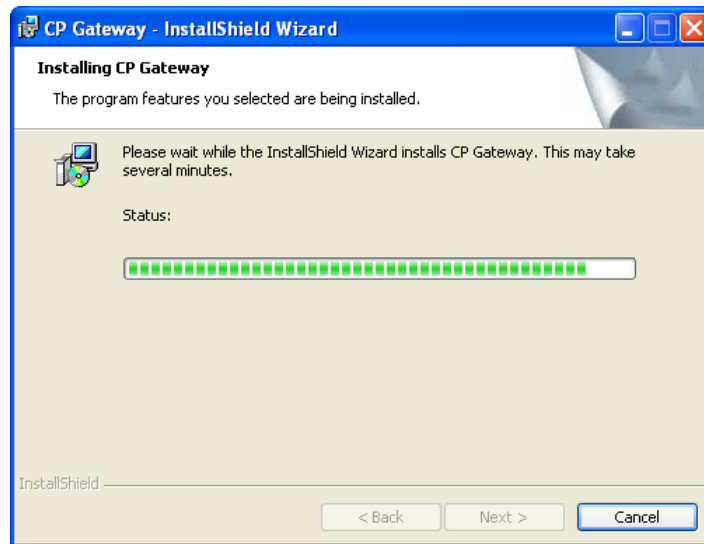 CP Gateway - InstallShield Wizard
Installing CP Gateway
The program features you selected are being installed.
Please wait while the InstallShield Wizard installs CP Gateway. This may take
several minutes.
Status:
InstallShield
< Back Next > Cancel